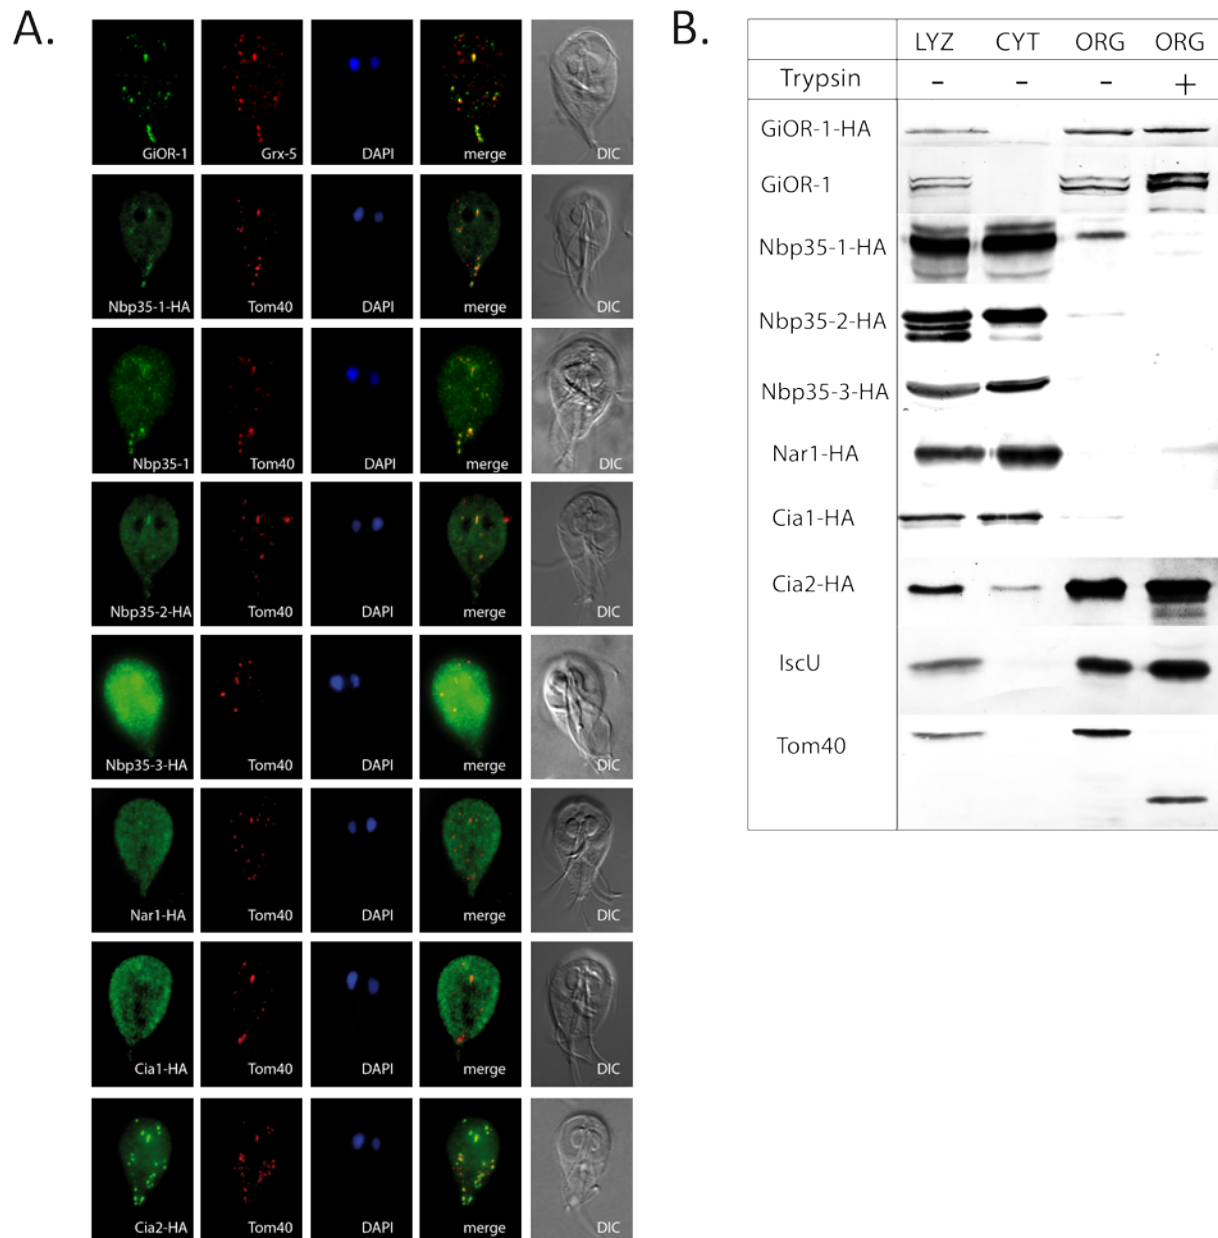 A.
GiOR-1 Grx-5 DAPI merge DIC
Nbp35-1-HA Tom40 DAPI merge DIC
Nbp35-1 Tom40 DAPI merge DIC
Nbp35-2-HA Tom40 DAPI merge DIC
Nbp35-3-HA Tom40 DAPI merge DIC
Nar1-HA Tom40 DAPI merge DIC
Cia1-HA Tom40 DAPI merge DIC
Cia2-HA Tom40 DAPI merge DIC
B.
LYZ CYT ORG ORG
Trypsin - - - +
GiOR-1-HA
GiOR-1
Nbp35-1-HA
Nbp35-2-HA
Nbp35-3-HA
Nar1-HA
Cia1-HA
Cia2-HA
IscU
Tom40